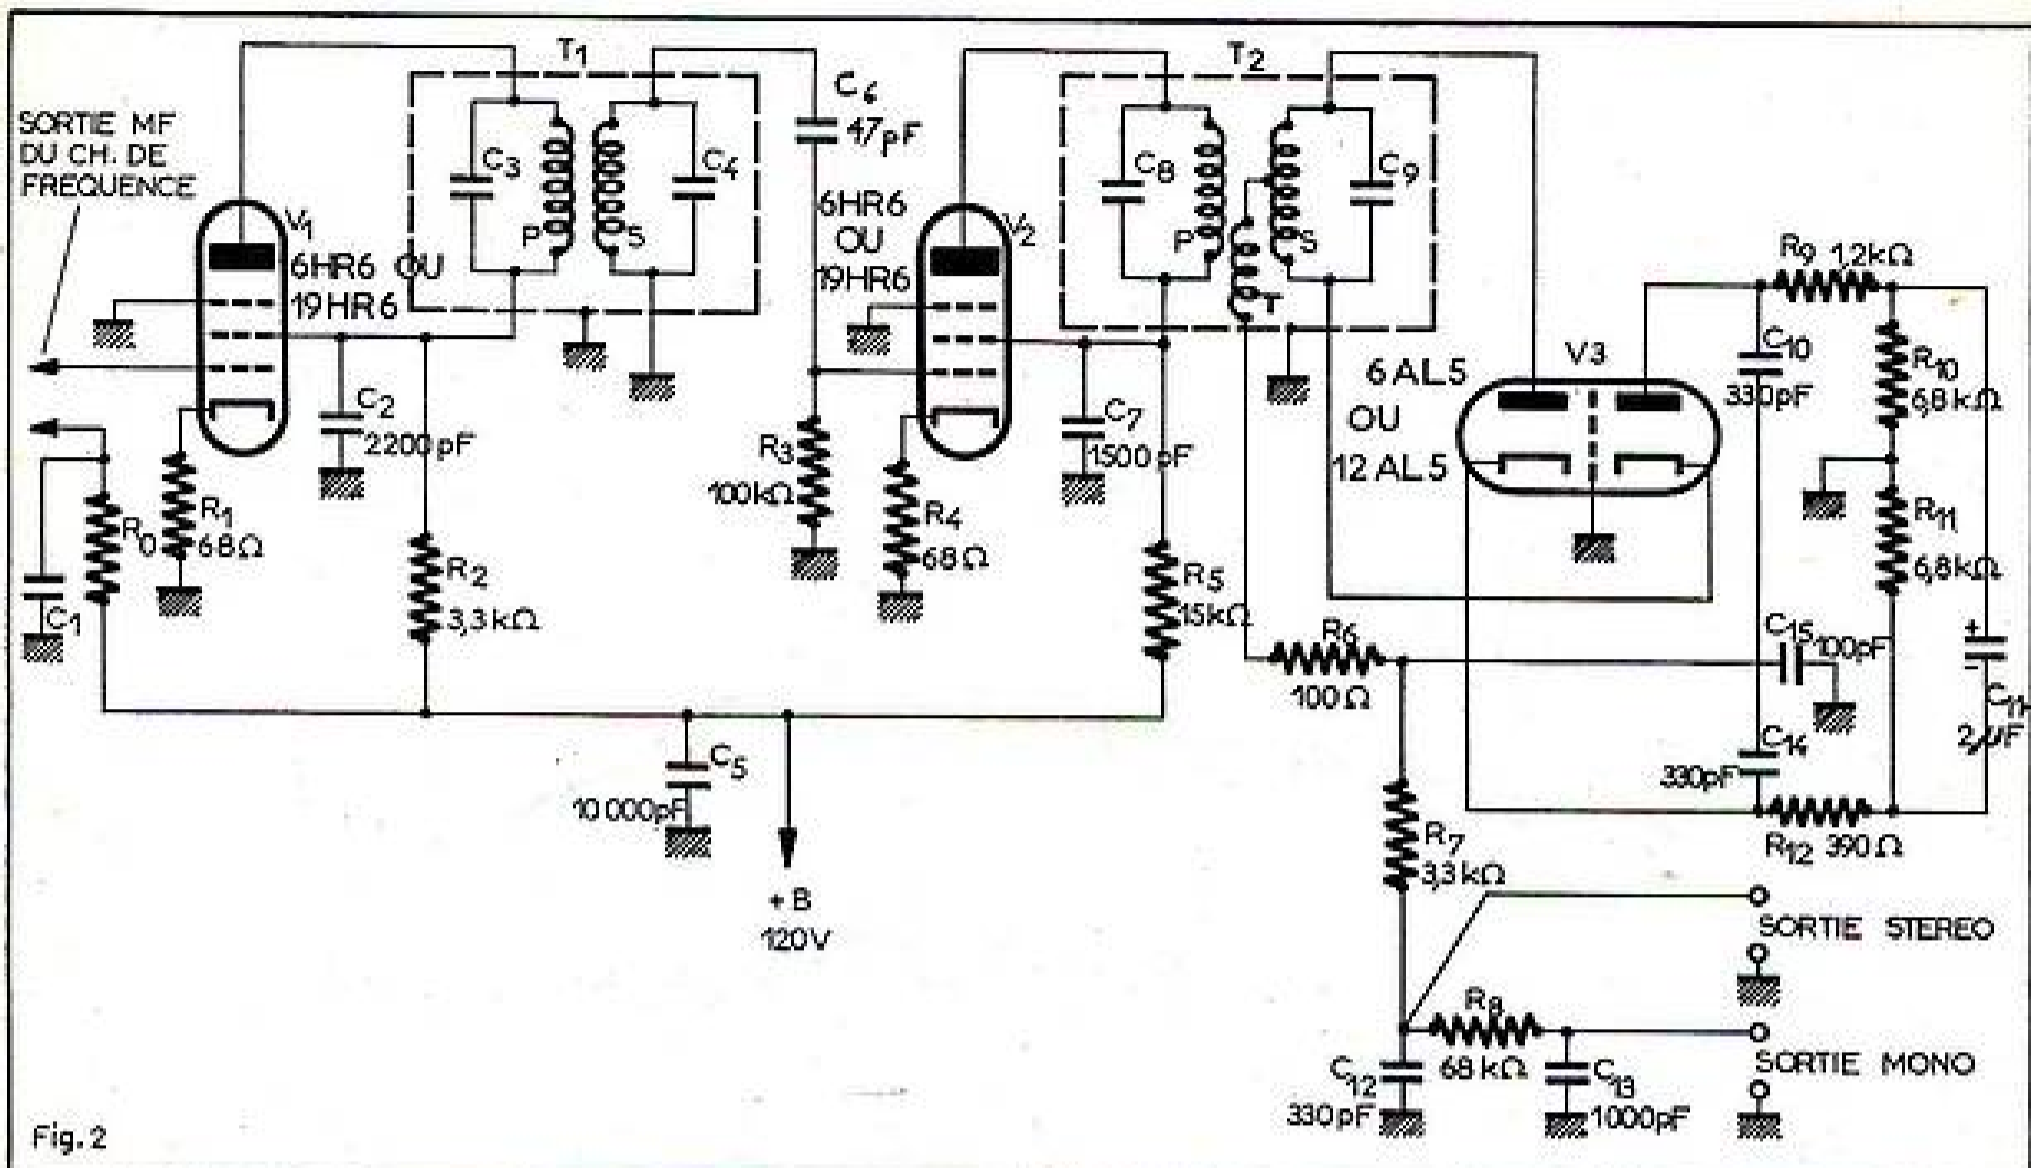 T1
T2
SORTIE MF
DU CH. DE
FREQUENCE
C3
P
S
C4
C6
47pF
V1
6HR6 OU
19HR6
6HR6
OU
19HR6
V2
C8
P
S
C9
T
C2
2200pF
R0
C1
R1
68Ω
R2
3,3kΩ
R3
100kΩ
R4
68Ω
C7
1500pF
R5
15kΩ
6AL5
OU
12AL5
V3
R9 1,2kΩ
C10
330pF
R10
6,8kΩ
R11
6,8kΩ
R6
100Ω
C15
100pF
+
-
C11
2µF
C14
330pF
R12 390Ω
C5
10000pF
+B
120V
R7
3,3kΩ
SORTIE STEREO
R8
68kΩ
SORTIE MONO
C12
330pF
C13
1000pF
Fig.2